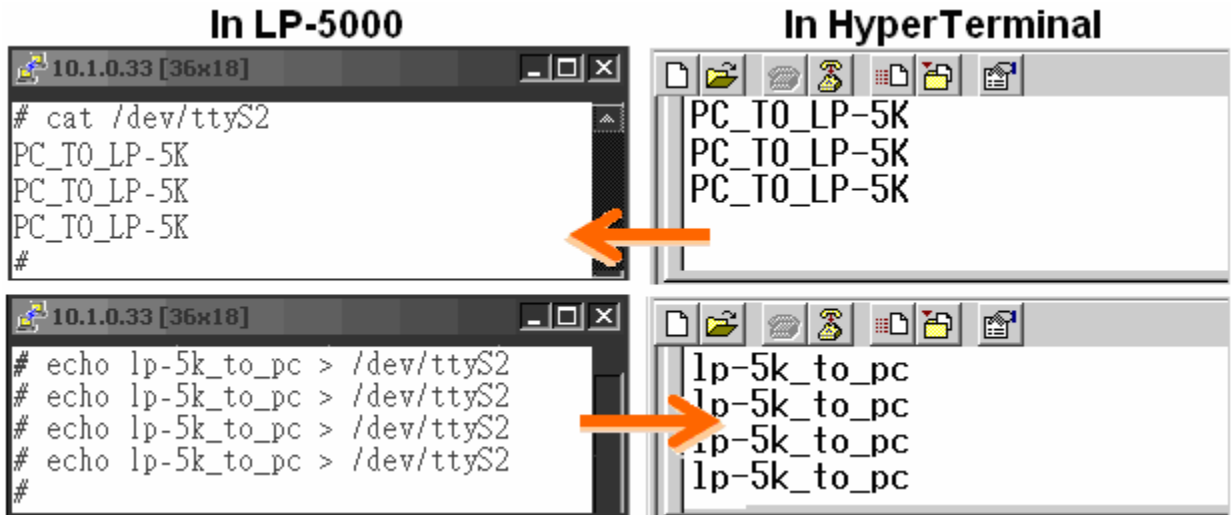 In LP-5000
10.1.0.33 [36x18]
# cat /dev/ttyS2
PC_TO_LP-5K
PC_TO_LP-5K
PC_TO_LP-5K
#
In HyperTerminal
PC_TO_LP-5K
PC_TO_LP-5K
PC_TO_LP-5K
10.1.0.33 [36x18]
# echo lp-5k_to_pc > /dev/ttyS2
# echo lp-5k_to_pc > /dev/ttyS2
# echo lp-5k_to_pc > /dev/ttyS2
# echo lp-5k_to_pc > /dev/ttyS2
#
lp-5k_to_pc
lp-5k_to_pc
lp-5k_to_pc
lp-5k_to_pc